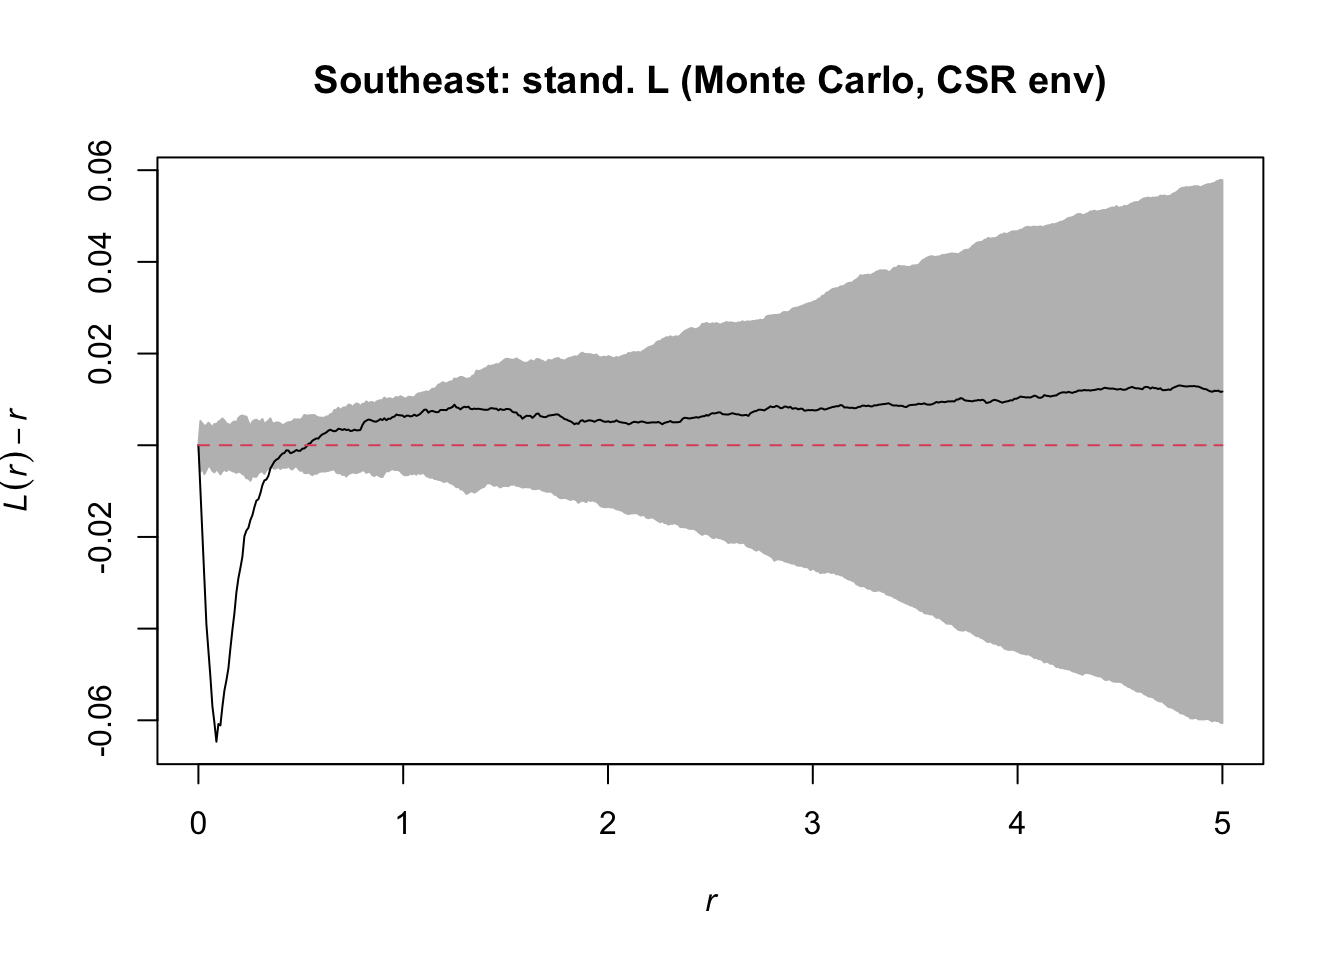 Southeast: stand. L (Monte Carlo, CSR env)
0.06
0.04
0.02
-0.02
-0.06
L(r) − r
0 1 2 3 4 5
r